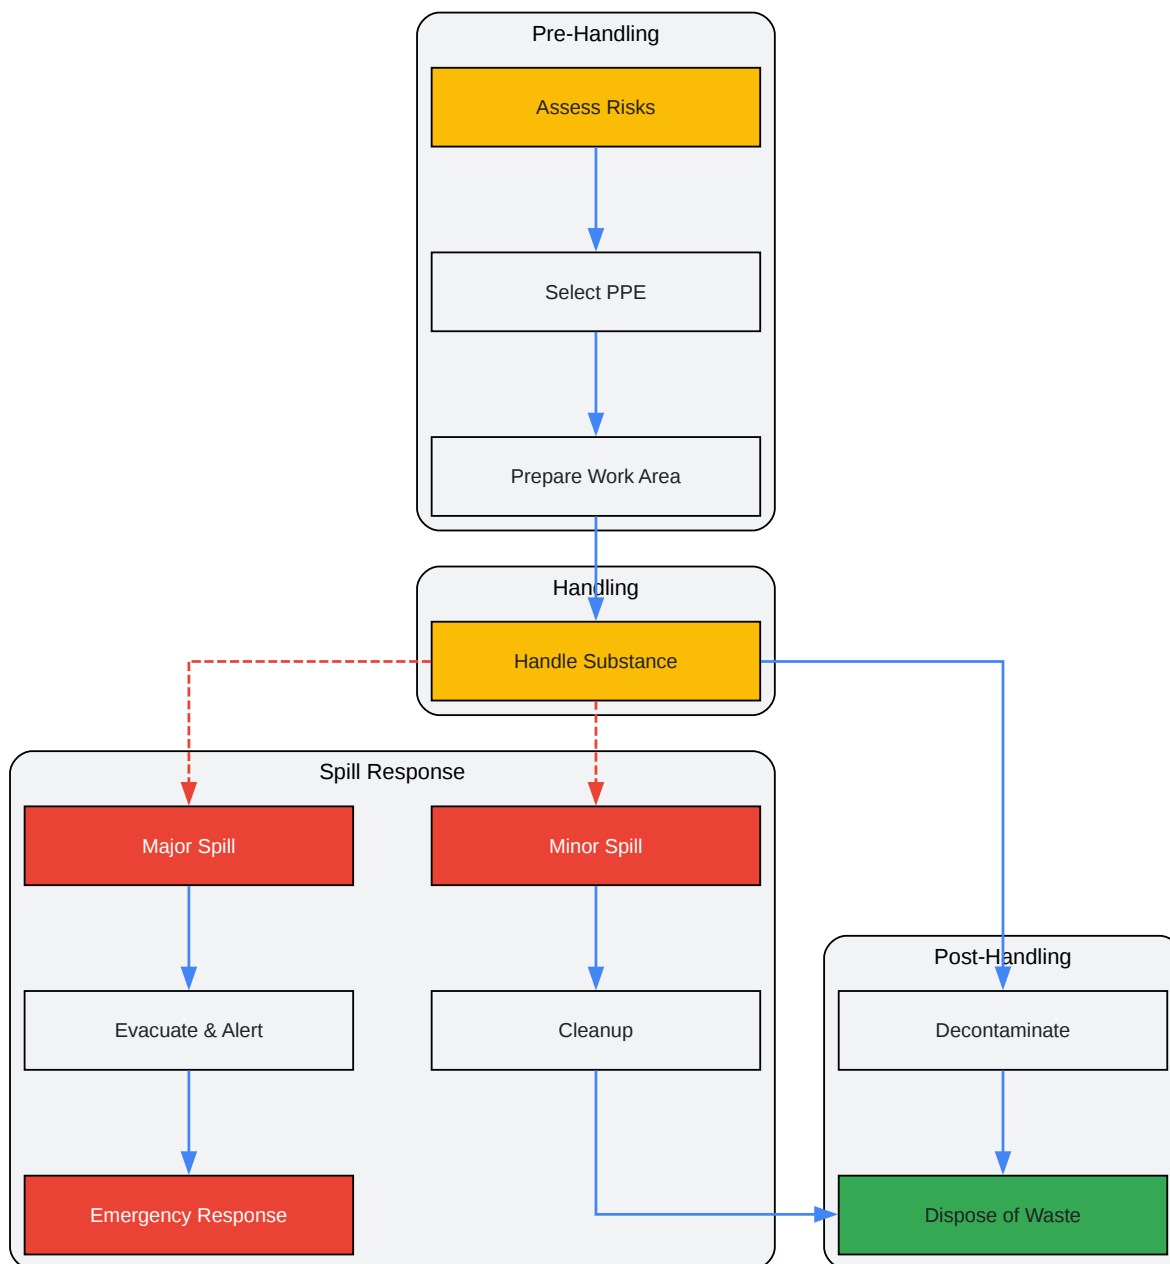 Pre-Handling
Assess Risks
Select PPE
Prepare Work Area
Handling
Handle Substance
Spill Response
Major Spill
Minor Spill
Evacuate & Alert
Cleanup
Emergency Response
Post-Handling
Decontaminate
Dispose of Waste